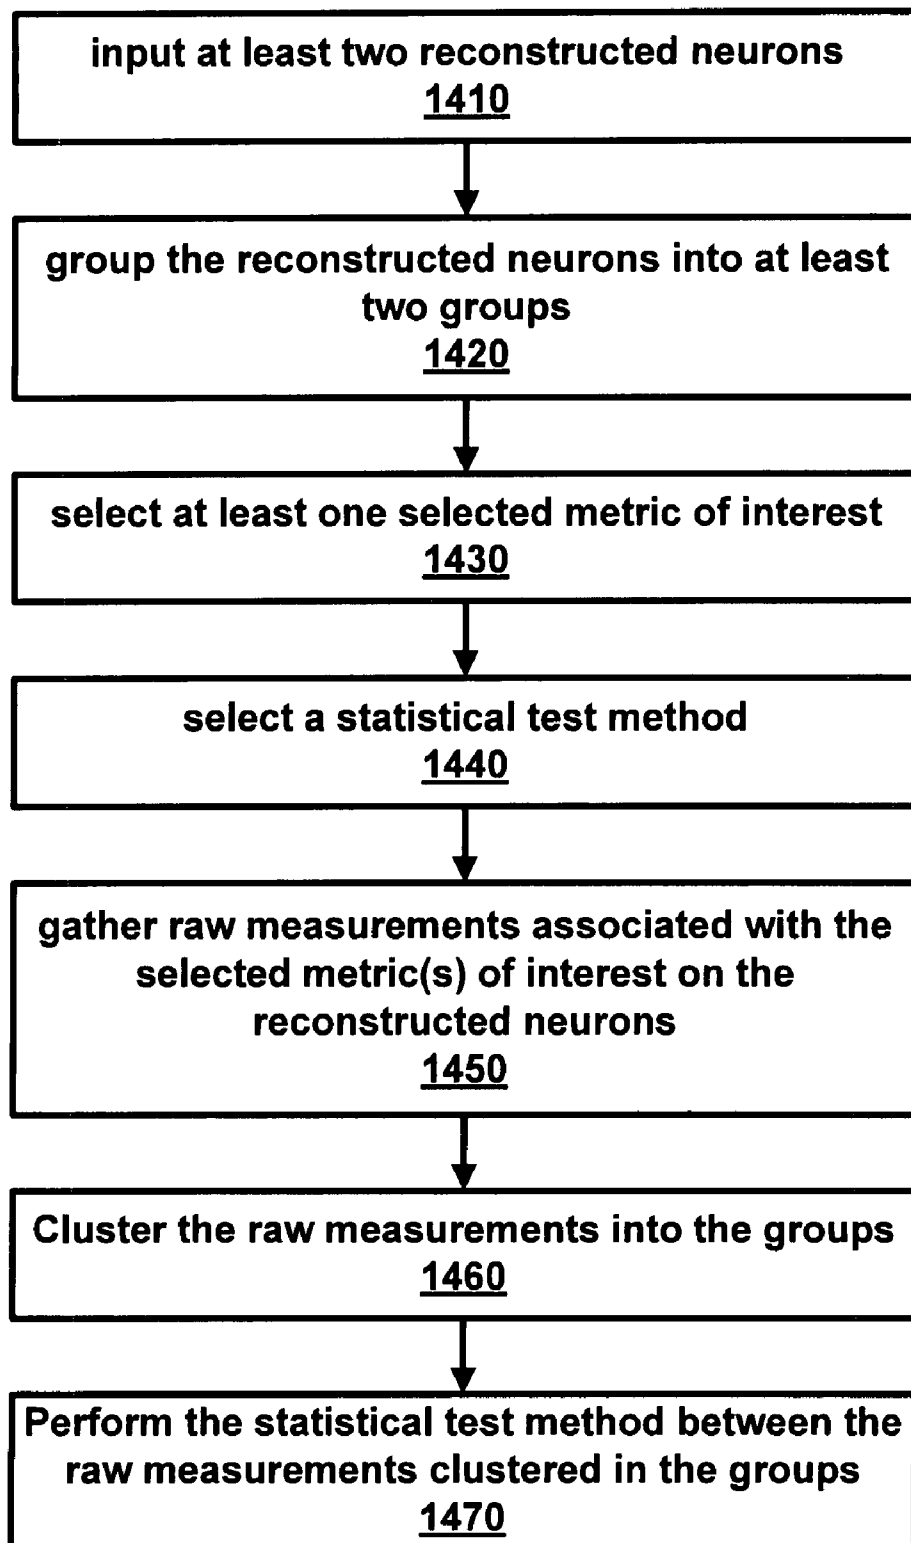 input at least two reconstructed neurons
1410
group the reconstructed neurons into at least
two groups
1420
select at least one selected metric of interest
1430
select a statistical test method
1440
gather raw measurements associated with the
selected metric(s) of interest on the
reconstructed neurons
1450
Cluster the raw measurements into the groups
1460
Perform the statistical test method between the
raw measurements clustered in the groups
1470